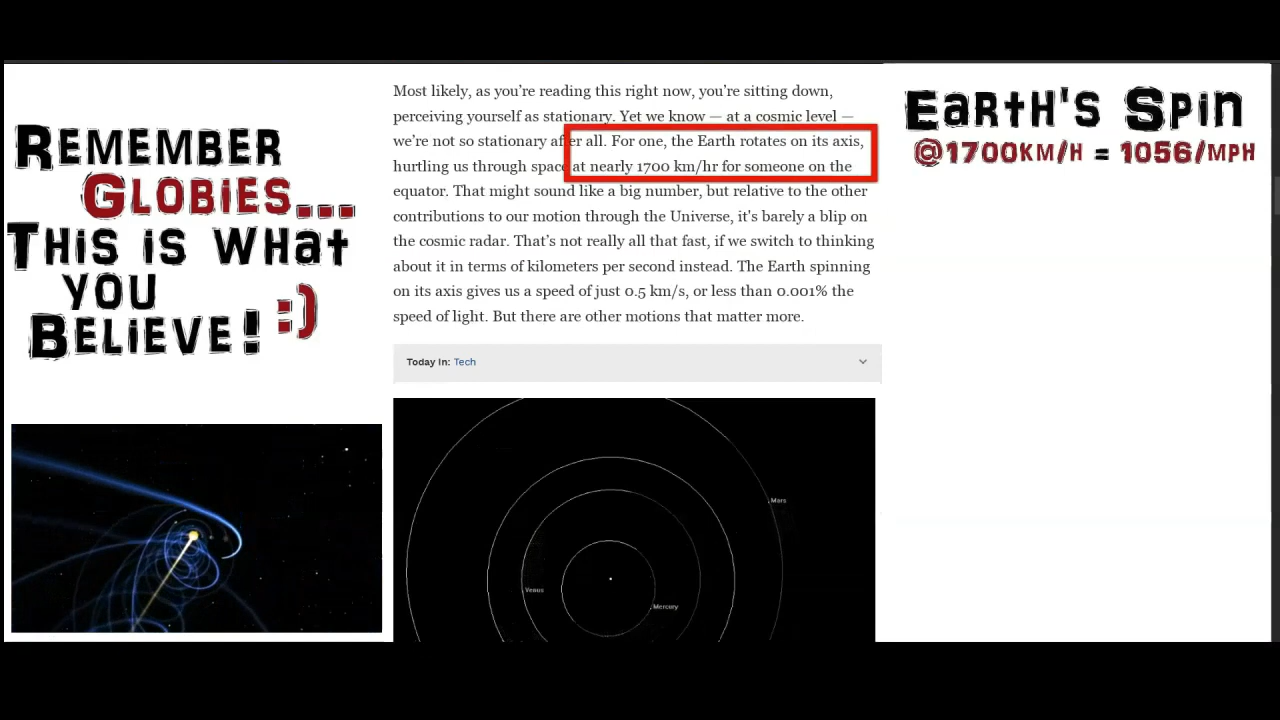 Remember
Globies...
This is what
you
Believe! :)
Most likely, as you’re reading this right now, you’re sitting down,
perceiving yourself as stationary. Yet we know — at a cosmic level —
we’re not so stationary after all. For one, the Earth rotates on its axis,
hurtling us through space at nearly 1700 km/hr for someone on the
equator. That might sound like a big number, but relative to the other
contributions to our motion through the Universe, it's barely a blip on
the cosmic radar. That’s not really all that fast, if we switch to thinking
about it in terms of kilometers per second instead. The Earth spinning
on its axis gives us a speed of just 0.5 km/s, or less than 0.001% the
speed of light. But there are other motions that matter more.
Today In: Tech
Mars
Venus
Mercury
Earth's Spin
@1700km/h = 1056/mph